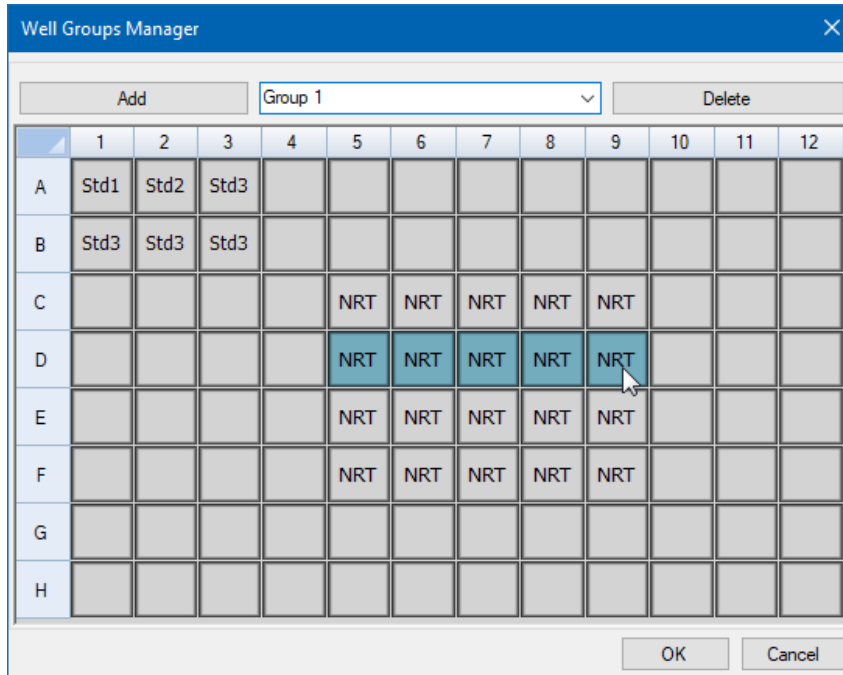 Well Groups Manager
Add Group 1 Delete
1 2 3 4 5 6 7 8 9 10 11 12
A Std1 Std2 Std3
B Std3 Std3 Std3
C NRT NRT NRT NRT NRT
D NRT NRT NRT NRT NRT
E NRT NRT NRT NRT NRT
F NRT NRT NRT NRT NRT
G
H
OK Cancel